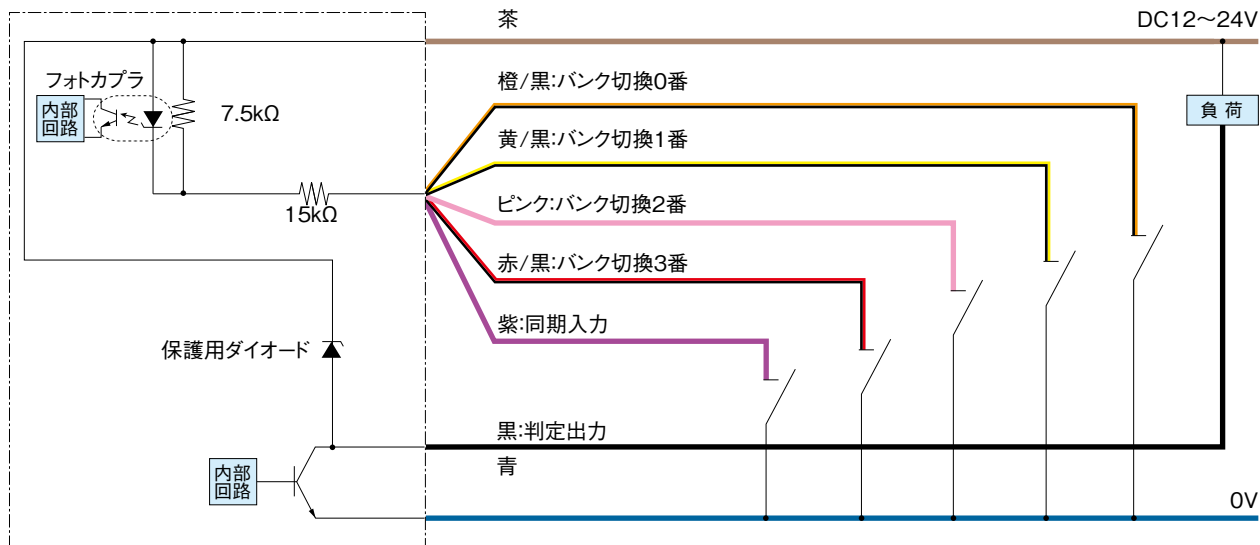 茶
DC12～24V
フォトカプラ
内部
回路
7.5kΩ
15kΩ
橙/黒:バンク切換0番
負 荷
黄/黒:バンク切換1番
ピンク:バンク切換2番
赤/黒:バンク切換3番
紫:同期入力
保護用ダイオード
黒:判定出力
青
内部
回路
0V